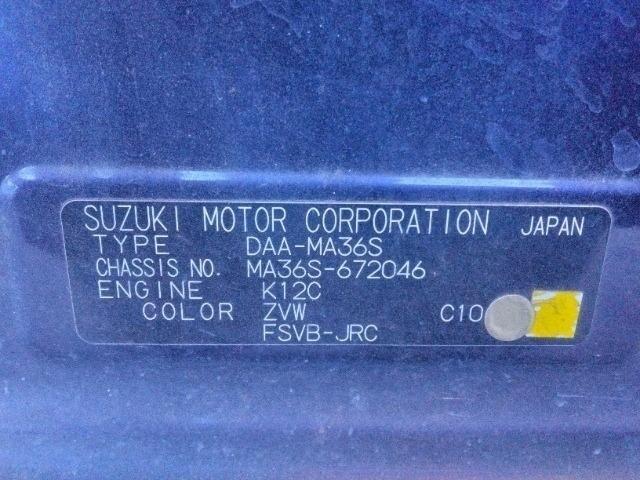 SUZUKI MOTOR CORPORATION JAPAN
TYPE DAA-MA36S
CHASSIS NO. MA36S-672046
ENGINE K12C
COLOR ZVW C10
FSVB-JRC